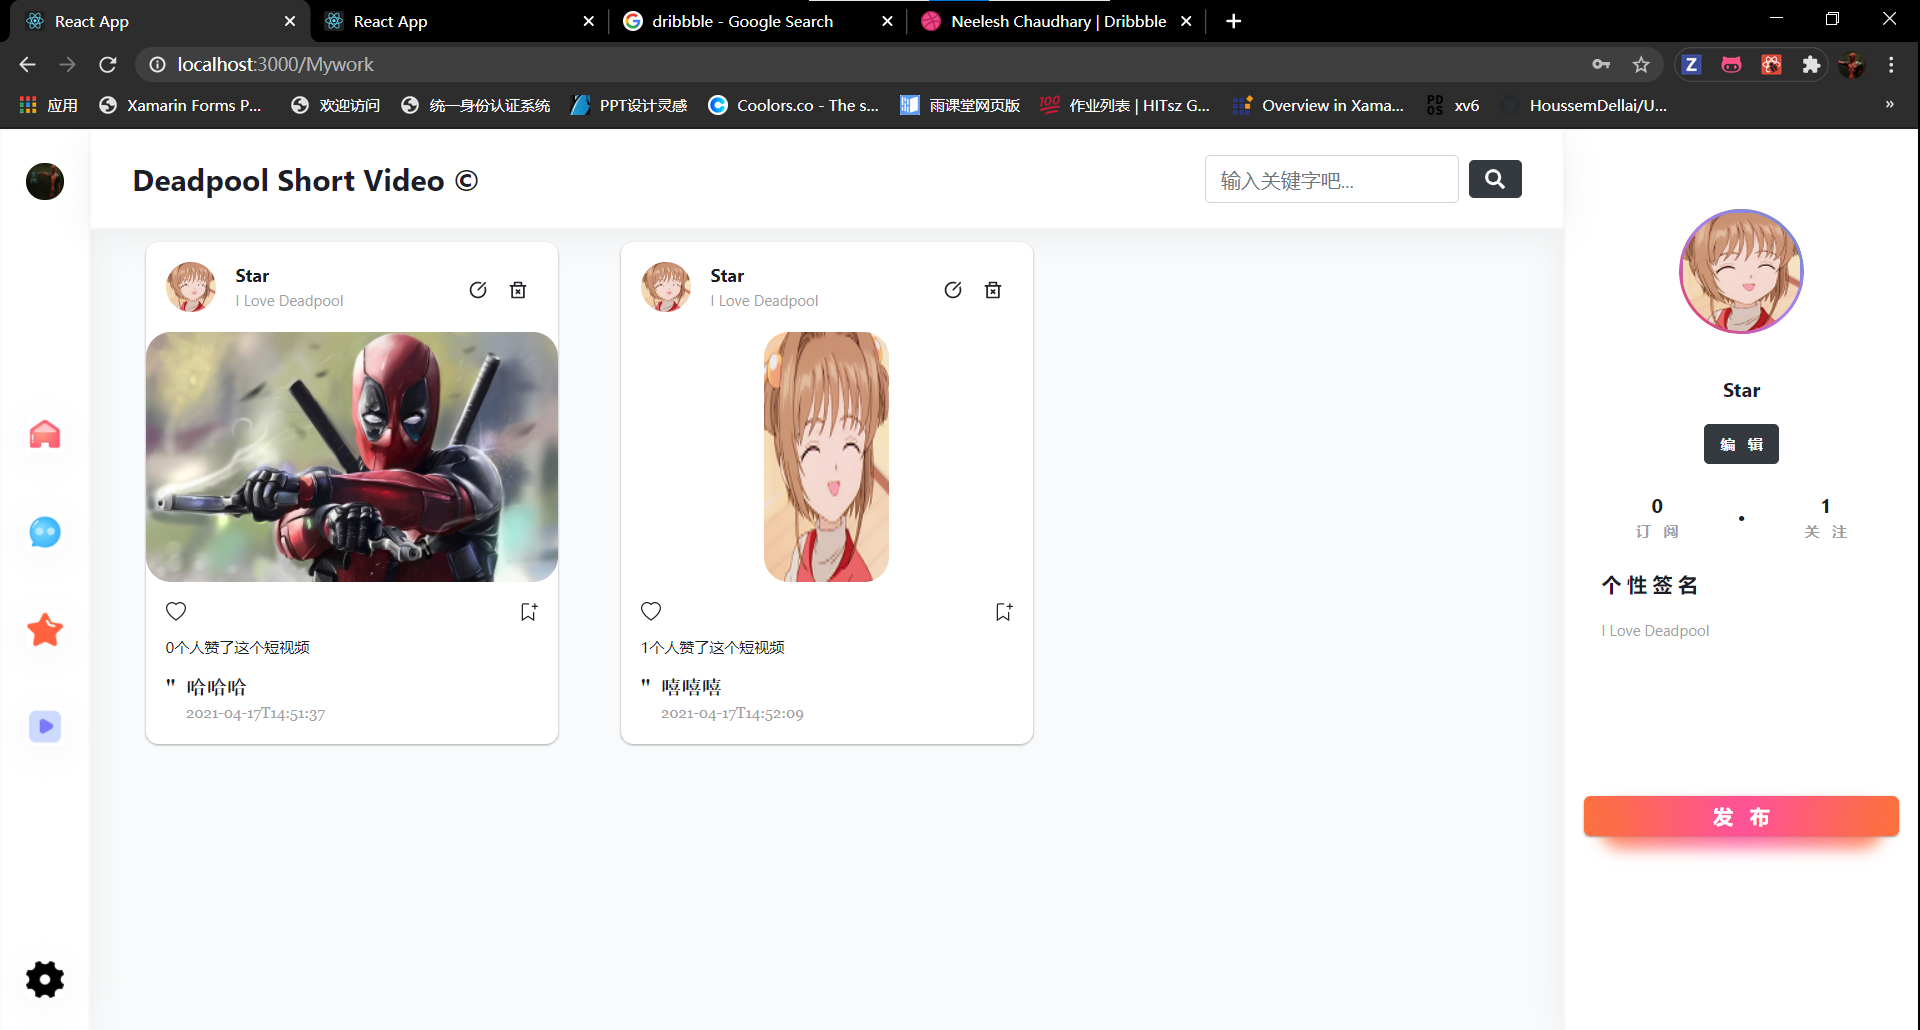 React App
React App
dribbble - Google Search
Neelesh Chaudhary | Dribbble
localhost:3000/Mywork
应用
Xamarin Forms P...
欢迎访问
统一身份认证系统
PPT设计灵感
Coolors.co - The s...
雨课堂网页版
作业列表 | HITsz G...
Overview in Xama...
PD
OS
xv6
HoussemDellai/U...
»
Deadpool Short Video ©
输入关键字吧...
Star
I Love Deadpool
0个人赞了这个短视频
" 哈哈哈
2021-04-17T14:51:37
Star
I Love Deadpool
1个人赞了这个短视频
" 嘻嘻嘻
2021-04-17T14:52:09
Star
编 辑
0
订 阅
•
1
关 注
个性签名
I Love Deadpool
发 布